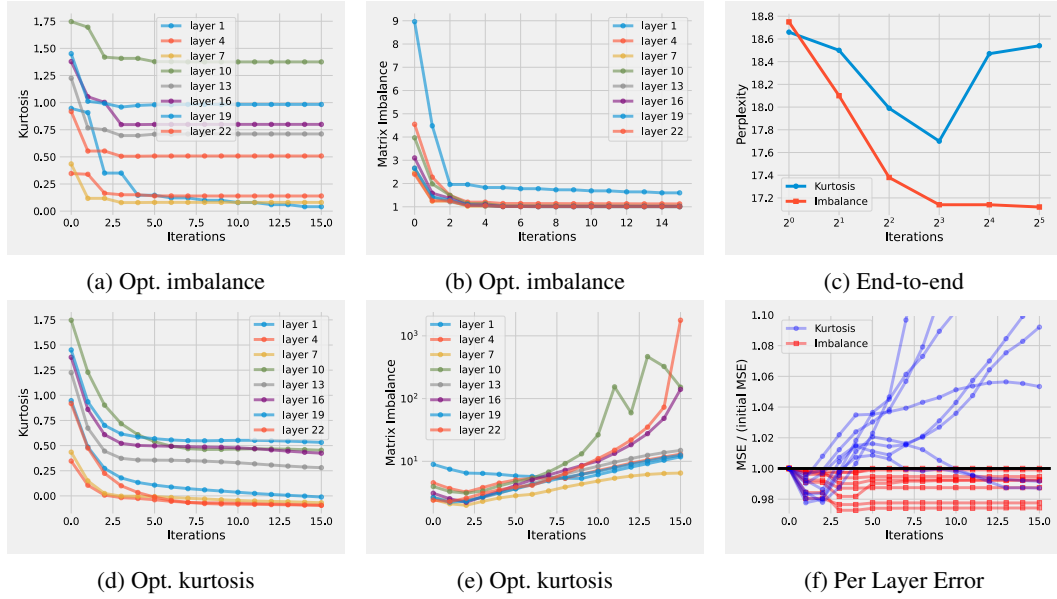 Kurtosis
1.75
1.50
1.25
1.00
0.75
0.50
0.25
0.00
layer 1
layer 4
layer 7
layer 10
layer 13
layer 16
layer 19
layer 22
0.0 2.5 5.0 7.5 10.0 12.5 15.0
Iterations
(a) Opt. imbalance
Matrix Imbalance
9
8
7
6
5
4
3
2
1
layer 1
layer 4
layer 7
layer 10
layer 13
layer 16
layer 19
layer 22
0 2 4 6 8 10 12 14
Iterations
(b) Opt. imbalance
Perplexity
18.8
18.6
18.4
18.2
18.0
17.8
17.6
17.4
17.2
Kurtosis
Imbalance
2^0 2^1 2^2 2^3 2^4 2^5
Iterations
(c) End-to-end
Kurtosis
1.75
1.50
1.25
1.00
0.75
0.50
0.25
0.00
layer 1
layer 4
layer 7
layer 10
layer 13
layer 16
layer 19
layer 22
0.0 2.5 5.0 7.5 10.0 12.5 15.0
Iterations
(d) Opt. kurtosis
Matrix Imbalance
10^3
10^2
10^1
layer 1
layer 4
layer 7
layer 10
layer 13
layer 16
layer 19
layer 22
0.0 2.5 5.0 7.5 10.0 12.5 15.0
Iterations
(e) Opt. kurtosis
MSE / (initial MSE)
1.10
1.08
1.06
1.04
1.02
1.00
0.98
Kurtosis
Imbalance
0.0 2.5 5.0 7.5 10.0 12.5 15.0
Iterations
(f) Per Layer Error